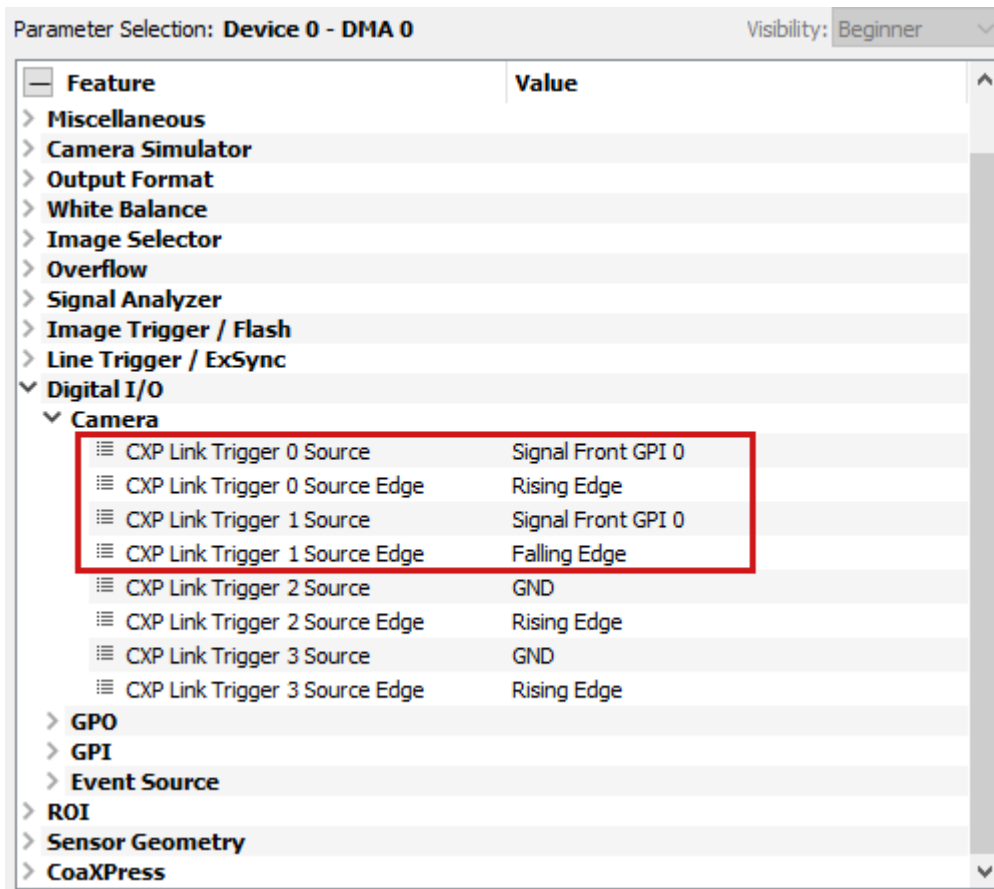 Parameter Selection: Device 0 - DMA 0 Visibility: Beginner
Feature Value
Miscellaneous
Camera Simulator
Output Format
White Balance
Image Selector
Overflow
Signal Analyzer
Image Trigger / Flash
Line Trigger / ExSync
Digital I/O
Camera
CXP Link Trigger 0 Source Signal Front GPI 0
CXP Link Trigger 0 Source Edge Rising Edge
CXP Link Trigger 1 Source Signal Front GPI 0
CXP Link Trigger 1 Source Edge Falling Edge
CXP Link Trigger 2 Source GND
CXP Link Trigger 2 Source Edge Rising Edge
CXP Link Trigger 3 Source GND
CXP Link Trigger 3 Source Edge Rising Edge
GPO
GPI
Event Source
ROI
Sensor Geometry
CoaXPress